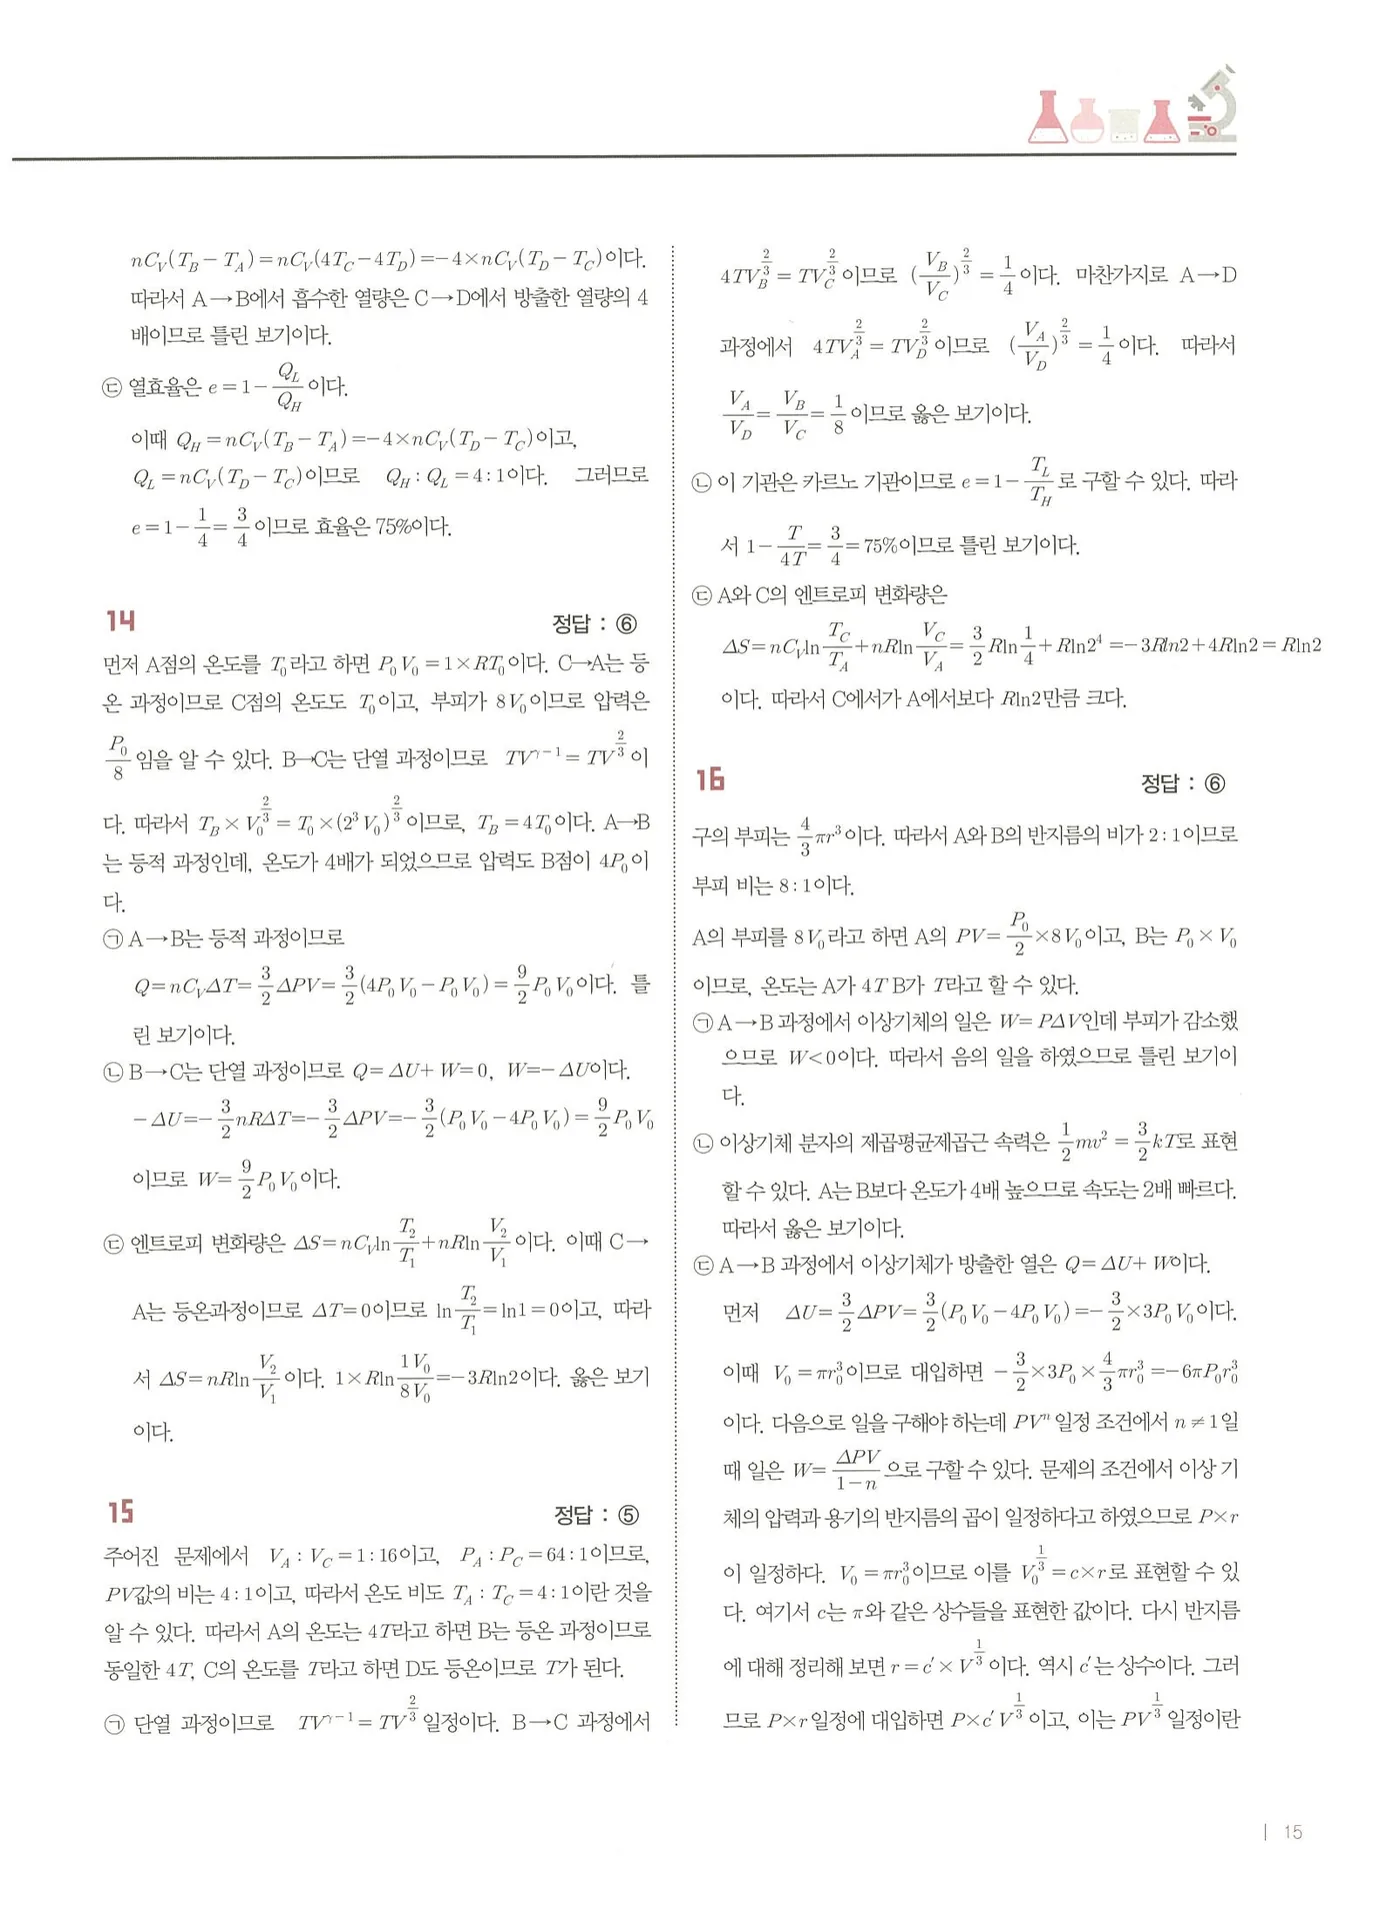 nC_V(T_B − T_A) = nC_V(4T_C − 4T_D) = −4×nC_V(T_D − T_C)이다.
따라서 A→B에서 흡수한 열량은 C→D에서 방출한 열량의 4
배이므로 틀린 보기이다.
㉢ 열효율은 e = 1 − Q_L/Q_H 이다.
이때 Q_H = nC_V(T_B − T_A) = −4×nC_V(T_D − T_C)이고,
Q_L = nC_V(T_D − T_C)이므로 Q_H : Q_L = 4 : 1이다. 그러므로
e = 1 − 1/4 = 3/4 이므로 효율은 75%이다.
14 정답 : ⑥
먼저 A점의 온도를 T_0라고 하면 P_0V_0 = 1×RT_0이다. C→A는 등
온 과정이므로 C점의 온도도 T_0이고, 부피가 8V_0이므로 압력은
P_0/8 임을 알 수 있다. B→C는 단열 과정이므로 TV^(γ−1) = TV^(2/3) 이
다. 따라서 T_B × V_0^(2/3) = T_0×(2^3V_0)^(2/3) 이므로, T_B = 4T_0이다. A→B
는 등적 과정인데, 온도가 4배가 되었으므로 압력도 B점이 4P_0이
다.
㉠ A→B는 등적 과정이므로
Q = nC_VΔT = 3/2 ΔPV = 3/2 (4P_0V_0 − P_0V_0) = 9/2 P_0V_0이다. 틀
린 보기이다.
㉡ B→C는 단열 과정이므로 Q = ΔU + W = 0, W = −ΔU이다.
−ΔU = −3/2 nRΔT = −3/2 ΔPV = −3/2 (P_0V_0 − 4P_0V_0) = 9/2 P_0V_0
이므로 W = 9/2 P_0V_0이다.
㉢ 엔트로피 변화량은 ΔS = nC_V ln T_2/T_1 + nR ln V_2/V_1 이다. 이때 C→
A는 등온과정이므로 ΔT = 0이므로 ln T_2/T_1 = ln1 = 0이고, 따라
서 ΔS = nR ln V_2/V_1 이다. 1×R ln 1V_0/8V_0 = −3Rln2이다. 옳은 보기
이다.
15 정답 : ⑤
주어진 문제에서 V_A : V_C = 1 : 16이고, P_A : P_C = 64 : 1이므로,
PV값의 비는 4 : 1이고, 따라서 온도 비도 T_A : T_C = 4 : 1이란 것을
알 수 있다. 따라서 A의 온도는 4T라고 하면 B는 등온 과정이므로
동일한 4T, C의 온도를 T라고 하면 D도 등온이므로 T가 된다.
㉠ 단열 과정이므로 TV^(γ−1) = TV^(2/3) 일정이다. B→C 과정에서
4TV_B^(2/3) = TV_C^(2/3) 이므로 (V_B/V_C)^(2/3) = 1/4 이다. 마찬가지로 A→D
과정에서 4TV_A^(2/3) = TV_D^(2/3) 이므로 (V_A/V_D)^(2/3) = 1/4 이다. 따라서
V_A/V_D = V_B/V_C = 1/8 이므로 옳은 보기이다.
㉡ 이 기관은 카르노 기관이므로 e = 1 − T_L/T_H 로 구할 수 있다. 따라
서 1 − T/4T = 3/4 = 75%이므로 틀린 보기이다.
㉢ A와 C의 엔트로피 변화량은
ΔS = nC_V ln T_C/T_A + nR ln V_C/V_A = 3/2 R ln 1/4 + R ln2^4 = −3Rln2 + 4Rln2 = Rln2
이다. 따라서 C에서가 A에서보다 Rln2만큼 크다.
16 정답 : ⑥
구의 부피는 4/3 πr^3이다. 따라서 A와 B의 반지름의 비가 2 : 1이므로
부피 비는 8 : 1이다.
A의 부피를 8V_0라고 하면 A의 PV = P_0/2 ×8V_0이고, B는 P_0×V_0
이므로, 온도는 A가 4T B가 T라고 할 수 있다.
㉠ A→B 과정에서 이상기체의 일은 W = PΔV인데 부피가 감소했
으므로 W<0이다. 따라서 음의 일을 하였으므로 틀린 보기이
다.
㉡ 이상기체 분자의 제곱평균제곱근 속력은 1/2 mv^2 = 3/2 kT로 표현
할 수 있다. A는 B보다 온도가 4배 높으므로 속도는 2배 빠르다.
따라서 옳은 보기이다.
㉢ A→B 과정에서 이상기체가 방출한 열은 Q = ΔU + W이다.
먼저 ΔU = 3/2 ΔPV = 3/2 (P_0V_0 − 4P_0V_0) = −3/2 ×3P_0V_0이다.
이때 V_0 = πr_0^3이므로 대입하면 −3/2 ×3P_0× 4/3 πr_0^3 = −6πP_0r_0^3
이다. 다음으로 일을 구해야 하는데 PV^n 일정 조건에서 n ≠ 1일
때 일은 W = ΔPV/(1−n) 으로 구할 수 있다. 문제의 조건에서 이상 기
체의 압력과 용기의 반지름의 곱이 일정하다고 하였으므로 P×r
이 일정하다. V_0 = πr_0^3이므로 이를 V_0^(1/3) = c×r로 표현할 수 있
다. 여기서 c는 π와 같은 상수들을 표현한 값이다. 다시 반지름
에 대해 정리해 보면 r = c′×V^(1/3) 이다. 역시 c′는 상수이다. 그러
므로 P×r 일정에 대입하면 P×c′V^(1/3) 이고, 이는 PV^(1/3) 일정이란
15